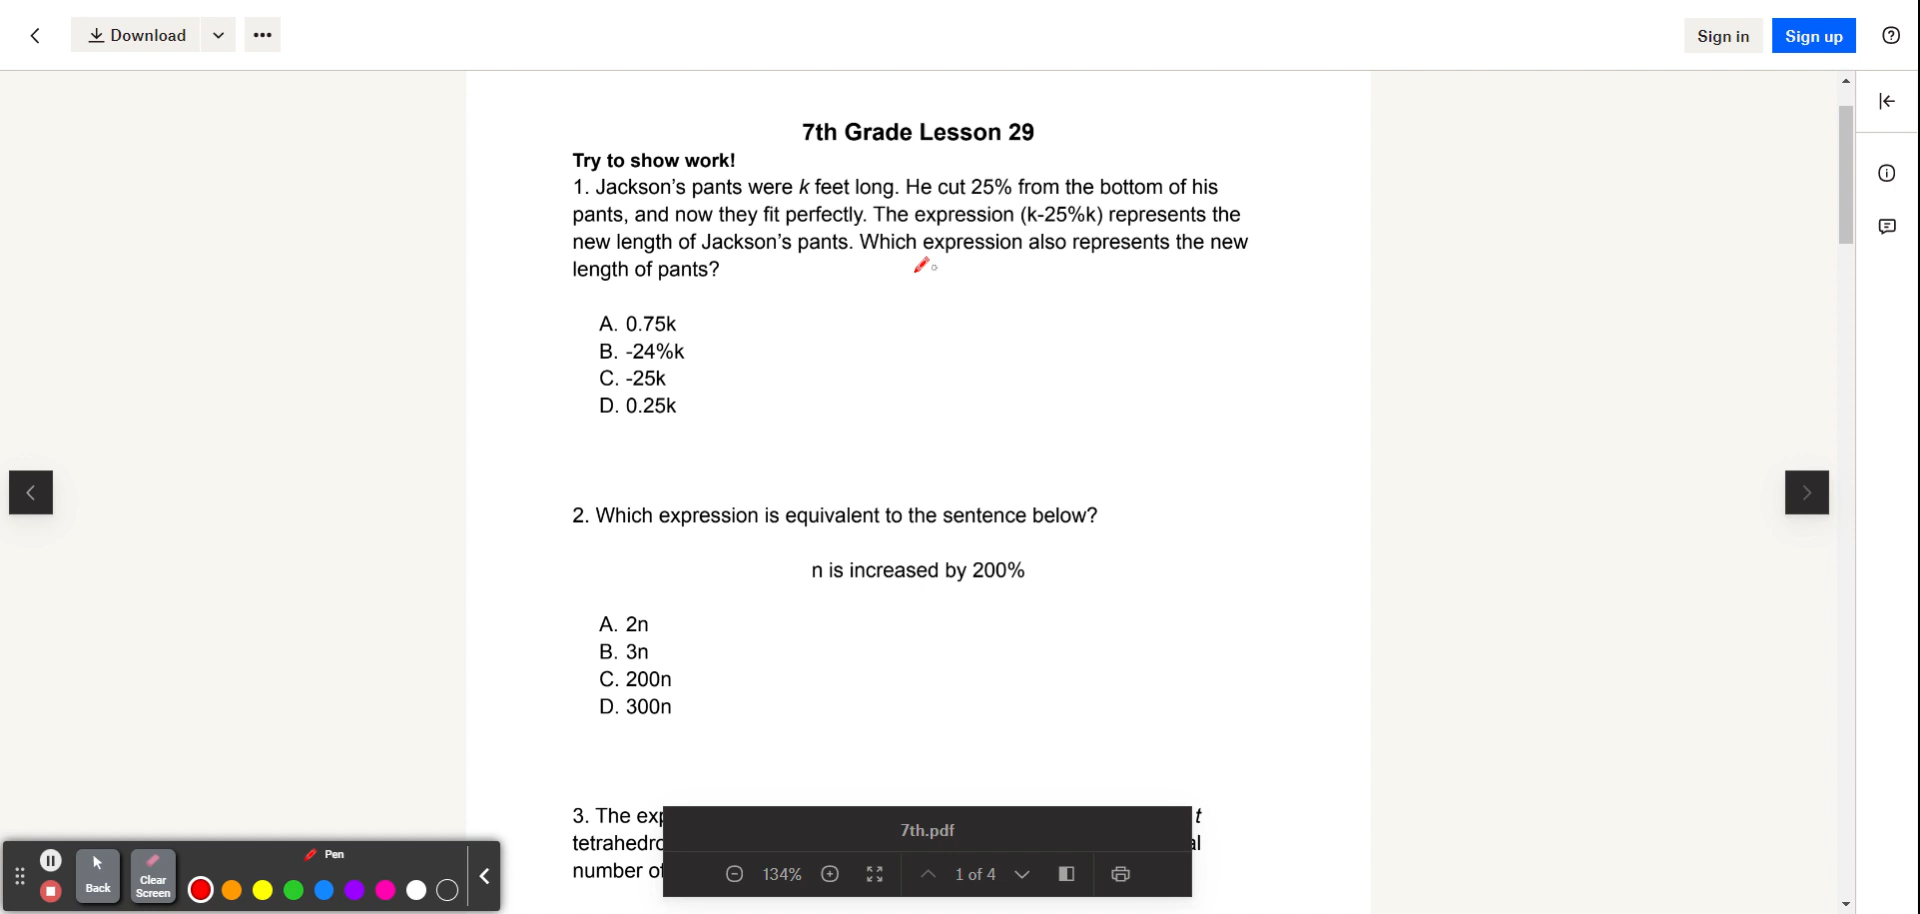 Download
Sign in
Sign up
7th Grade Lesson 29
Try to show work!
1. Jackson's pants were k feet long. He cut 25% from the bottom of his
pants, and now they fit perfectly. The expression (k-25%k) represents the
new length of Jackson's pants. Which expression also represents the new
length of pants?
A. 0.75k
B. -24%k
C. -25k
D. 0.25k
2. Which expression is equivalent to the sentence below?
n is increased by 200%
A. 2n
B. 3n
C. 200n
D. 300n
3. The exp t
tetrahedro al
number of
7th.pdf
134% 1 of 4
Pen
Back
Clear
Screen